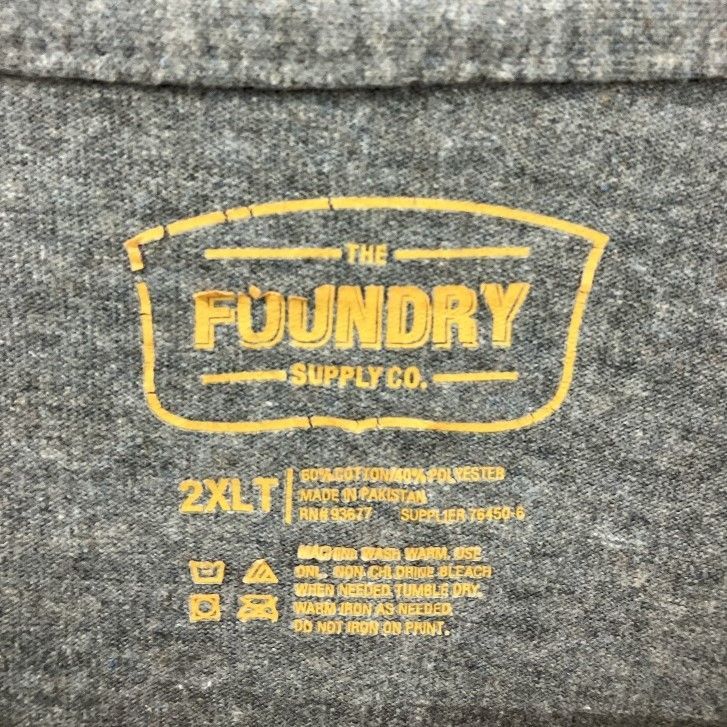 THE
FOUNDRY
SUPPLY CO.
2XLT
60% COTTON/40% POLYESTER
MADE IN PAKISTAN
RN# 93677 SUPPLIER 76450-6
MACHINE WASH WARM. USE
ONL. NON-CHLORINE BLEACH
WHEN NEEDED. TUMBLE DRY.
WARM IRON AS NEEDED.
DO NOT IRON ON PRINT.